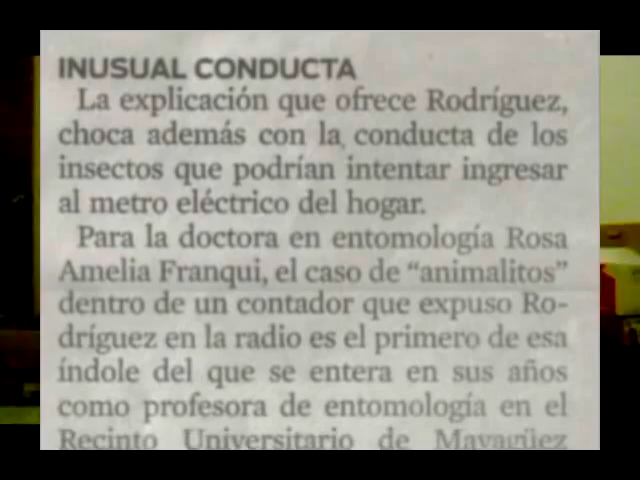 INUSUAL CONDUCTA
La explicación que ofrece Rodríguez,
choca además con la conducta de los
insectos que podrían intentar ingresar
al metro eléctrico del hogar.
Para la doctora en entomología Rosa
Amelia Franqui, el caso de “animalitos”
dentro de un contador que expuso Ro-
dríguez en la radio es el primero de esa
índole del que se entera en sus años
como profesora de entomología en el
Recinto Universitario de Mayagüez